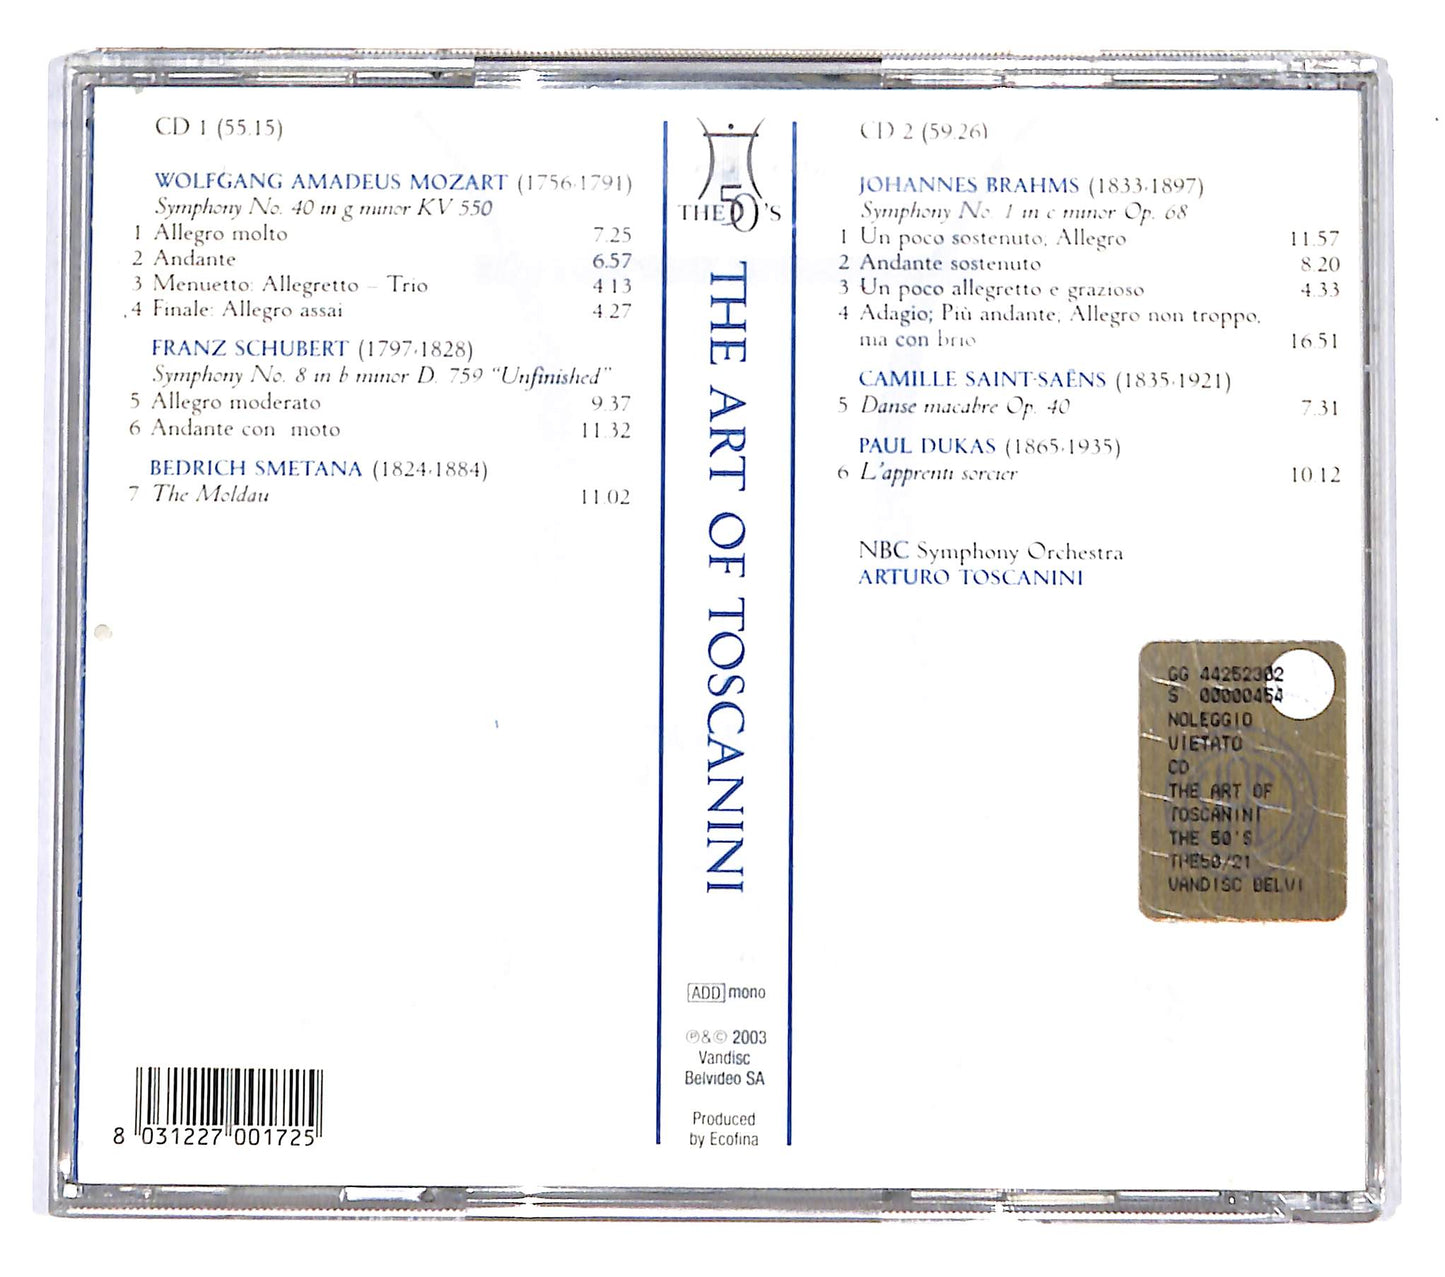 CD 1 (55.15)
WOLFGANG AMADEUS MOZART (1756-1791)
Symphony No. 40 in g minor KV 550
1 Allegro molto 7.25
2 Andante 6.57
3 Menuetto: Allegretto – Trio 4.13
4 Finale: Allegro assai 4.27
FRANZ SCHUBERT (1797-1828)
Symphony No. 8 in b minor D. 759 "Unfinished"
5 Allegro moderato 9.37
6 Andante con moto 11.32
BEDRICH SMETANA (1824-1884)
7 The Moldau 11.02
8 031227 001725
THE 50'S
THE ART OF TOSCANINI
ADD mono
℗&© 2003
Vandisc
Belvideo SA
Produced
by Ecofina
CD 2 (59.26)
JOHANNES BRAHMS (1833-1897)
Symphony No. 1 in c minor Op. 68
1 Un poco sostenuto; Allegro 11.57
2 Andante sostenuto 8.20
3 Un poco allegretto e grazioso 4.33
4 Adagio; Più andante; Allegro non troppo,
ma con brio 16.51
CAMILLE SAINT-SAËNS (1835-1921)
5 Danse macabre Op. 40 7.31
PAUL DUKAS (1865-1935)
6 L'apprenti sorcier 10.12
NBC Symphony Orchestra
ARTURO TOSCANINI
GG 44252302
S 00000454
NOLEGGIO
VIETATO
CD
THE ART OF
TOSCANINI
THE 50'S
THE50/21
VANDISC BELVI